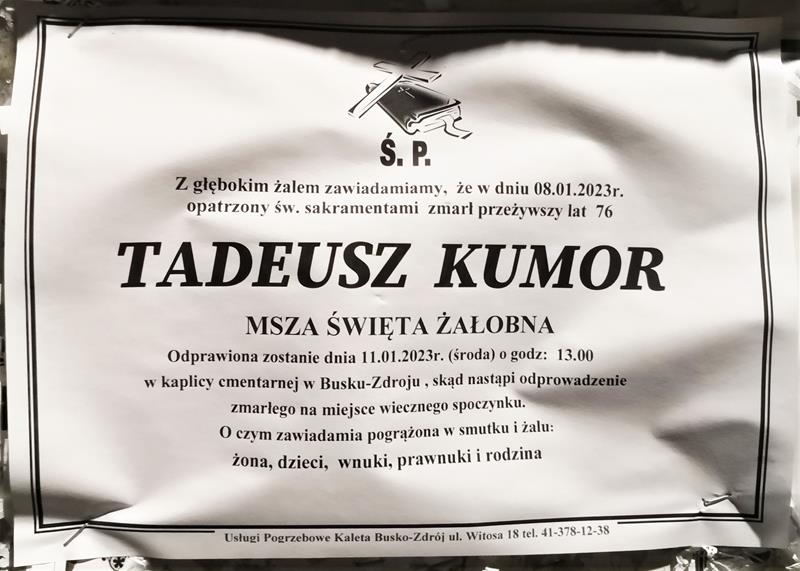 Ś. P.
Z głębokim żalem zawiadamiamy, że w dniu 08.01.2023r.
opatrzony św. sakramentami zmarł przeżywszy lat 76
TADEUSZ KUMOR
MSZA ŚWIĘTA ŻAŁOBNA
Odprawiona zostanie dnia 11.01.2023r. (środa) o godz: 13.00
w kaplicy cmentarnej w Busku-Zdroju , skąd nastąpi odprowadzenie
zmarłego na miejsce wiecznego spoczynku.
O czym zawiadamia pogrążona w smutku i żalu:
żona, dzieci, wnuki, prawnuki i rodzina
Usługi Pogrzebowe Kaleta Busko-Zdrój ul. Witosa 18 tel. 41-378-12-38